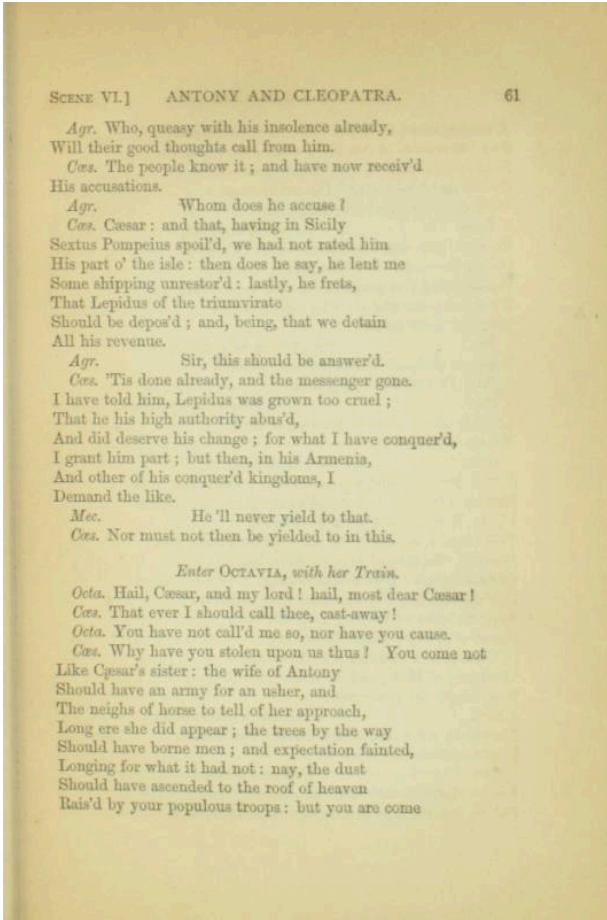 SCENE VI.] ANTONY AND CLEOPATRA. 61
Agr. Who, queasy with his insolence already,
Will their good thoughts call from him.
Cæs. The people know it; and have now receiv'd
His accusations.
Agr. Whom does he accuse?
Cæs. Cæsar: and that, having in Sicily
Sextus Pompeius spoil'd, we had not rated him
His part o' the isle: then does he say, he lent me
Some shipping unrestor'd: lastly, he frets,
That Lepidus of the triumvirate
Should be depos'd; and, being, that we detain
All his revenue.
Agr. Sir, this should be answer'd.
Cæs. 'Tis done already, and the messenger gone.
I have told him, Lepidus was grown too cruel;
That he his high authority abus'd,
And did deserve his change; for what I have conquer'd,
I grant him part; but then, in his Armenia,
And other of his conquer'd kingdoms, I
Demand the like.
Mec. He'll never yield to that.
Cæs. Nor must not then be yielded to in this.
Enter OCTAVIA, with her Train.
Octa. Hail, Cæsar, and my lord! hail, most dear Cæsar!
Cæs. That ever I should call thee, cast-away!
Octa. You have not call'd me so, nor have you cause.
Cæs. Why have you stolen upon us thus? You come not
Like Cæsar's sister: the wife of Antony
Should have an army for an usher, and
The neighs of horse to tell of her approach,
Long ere she did appear; the trees by the way
Should have borne men; and expectation fainted,
Longing for what it had not: nay, the dust
Should have ascended to the roof of heaven
Rais'd by your populous troops: but you are come